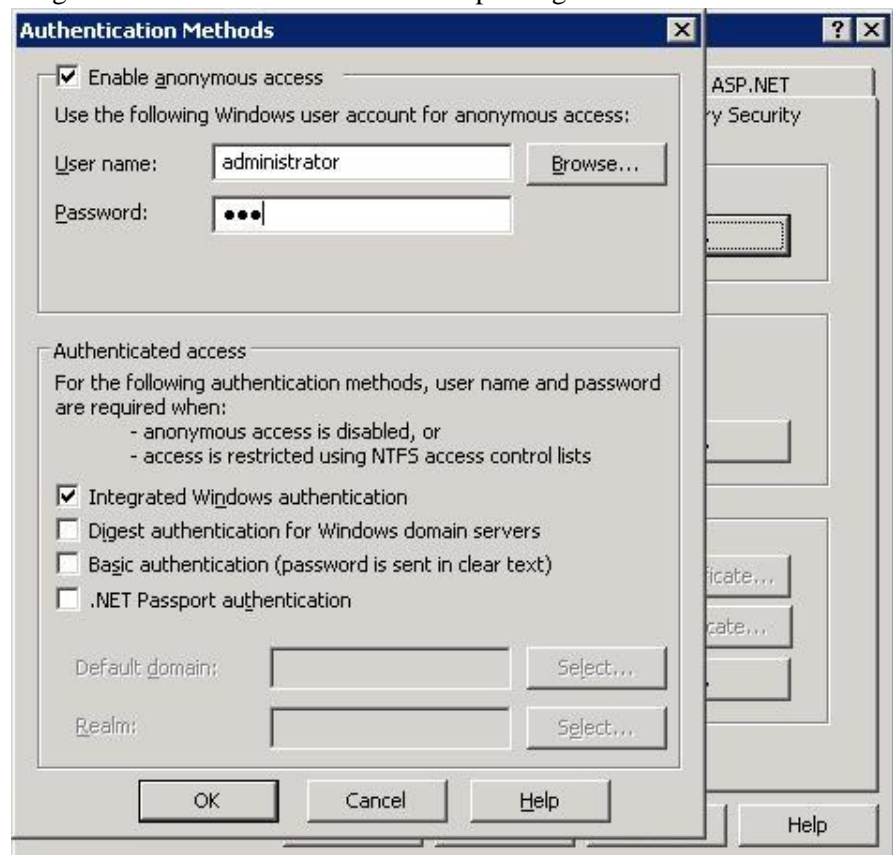 Authentication Methods
Enable anonymous access
ASP.NET
Use the following Windows user account for anonymous access:
ry Security
User name:
administrator
Browse...
Password:
●●●
Authenticated access
For the following authentication methods, user name and password
are required when:
- anonymous access is disabled, or
- access is restricted using NTFS access control lists
Integrated Windows authentication
Digest authentication for Windows domain servers
Basic authentication (password is sent in clear text)
ficate...
.NET Passport authentication
cate...
Default domain:
Select...
Realm:
Select...
OK
Cancel
Help
Help